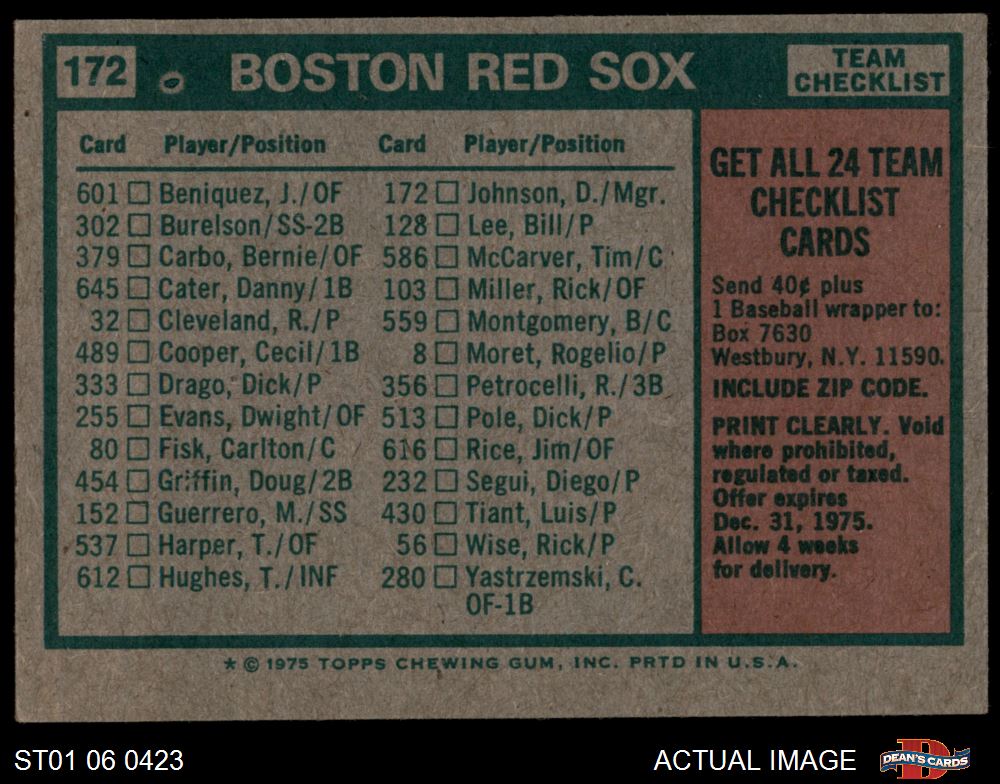 172 BOSTON RED SOX TEAM CHECKLIST
Card Player/Position
601 Beniquez, J./OF
302 Burelson/SS-2B
379 Carbo, Bernie/OF
645 Cater, Danny/1B
32 Cleveland, R./P
489 Cooper, Cecil/1B
333 Drago, Dick/P
255 Evans, Dwight/OF
80 Fisk, Carlton/C
454 Griffin, Doug/2B
152 Guerrero, M./SS
537 Harper, T./OF
612 Hughes, T./INF
Card Player/Position
172 Johnson, D./Mgr.
128 Lee, Bill/P
586 McCarver, Tim/C
103 Miller, Rick/OF
559 Montgomery, B/C
8 Moret, Rogelio/P
356 Petrocelli, R./3B
513 Pole, Dick/P
616 Rice, Jim/OF
232 Segui, Diego/P
430 Tiant, Luis/P
56 Wise, Rick/P
280 Yastrzemski, C.
OF-1B
GET ALL 24 TEAM
CHECKLIST
CARDS
Send 40¢ plus
1 Baseball wrapper to:
Box 7630
Westbury, N.Y. 11590.
INCLUDE ZIP CODE.
PRINT CLEARLY. Void
where prohibited,
regulated or taxed.
Offer expires
Dec. 31, 1975.
Allow 4 weeks
for delivery.
* © 1975 TOPPS CHEWING GUM, INC. PRTD IN U.S.A.
ST01 06 0423
ACTUAL IMAGE
DEAN'S CARDS